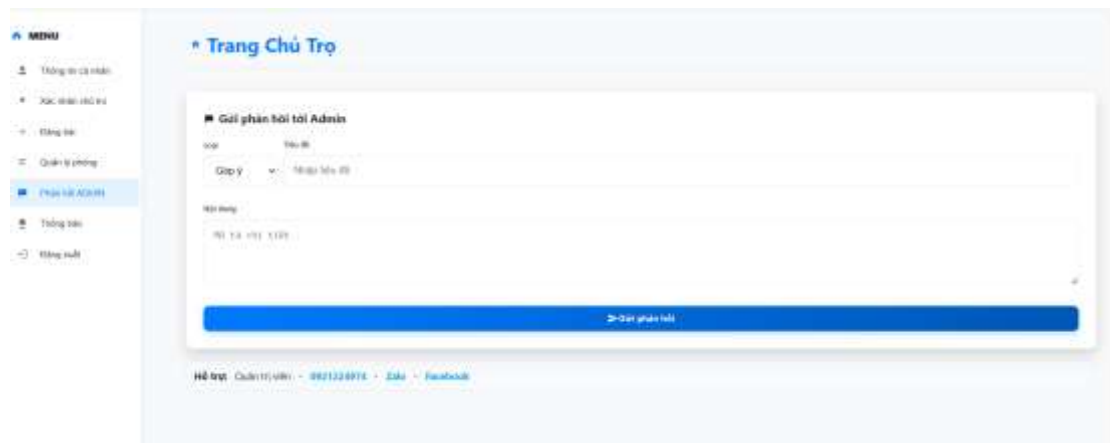 MENU
Thông tin cá nhân
Xác nhận chủ trọ
Đăng bài
Quản lý phòng
Phản hồi ADMIN
Thông báo
Đăng xuất
Trang Chủ Trọ
Gửi phản hồi tới Admin
Loại Tiêu đề
Góp ý Nhập tiêu đề
Nội dung
Mô tả chi tiết
Gửi phản hồi
Hỗ trợ: Quản trị viên - Zalo - Facebook